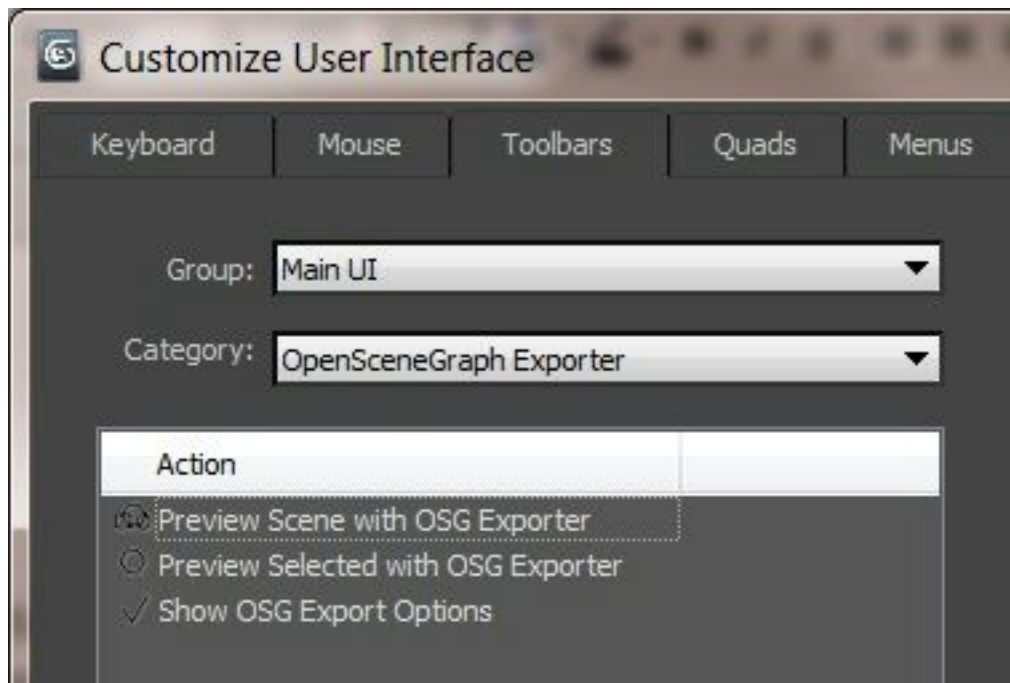 Customize User Interface
Keyboard Mouse Toolbars Quads Menus
Group: Main UI
Category: OpenSceneGraph Exporter
Action
Preview Scene with OSG Exporter
Preview Selected with OSG Exporter
Show OSG Export Options